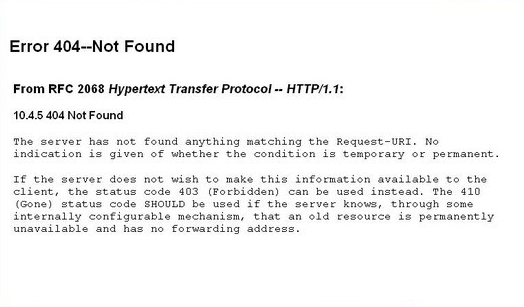 Error 404--Not Found
From RFC 2068 Hypertext Transfer Protocol -- HTTP/1.1:
10.4.5 404 Not Found
The server has not found anything matching the Request-URI. No
indication is given of whether the condition is temporary or permanent.
If the server does not wish to make this information available to the
client, the status code 403 (Forbidden) can be used instead. The 410
(Gone) status code SHOULD be used if the server knows, through some
internally configurable mechanism, that an old resource is permanently
unavailable and has no forwarding address.